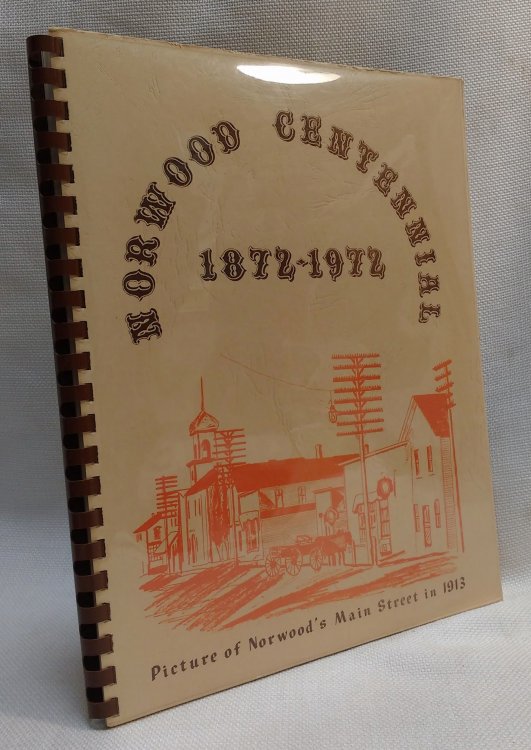 NORWOOD CENTENNIAL
1872-1972
Picture of Norwood's Main Street in 1913